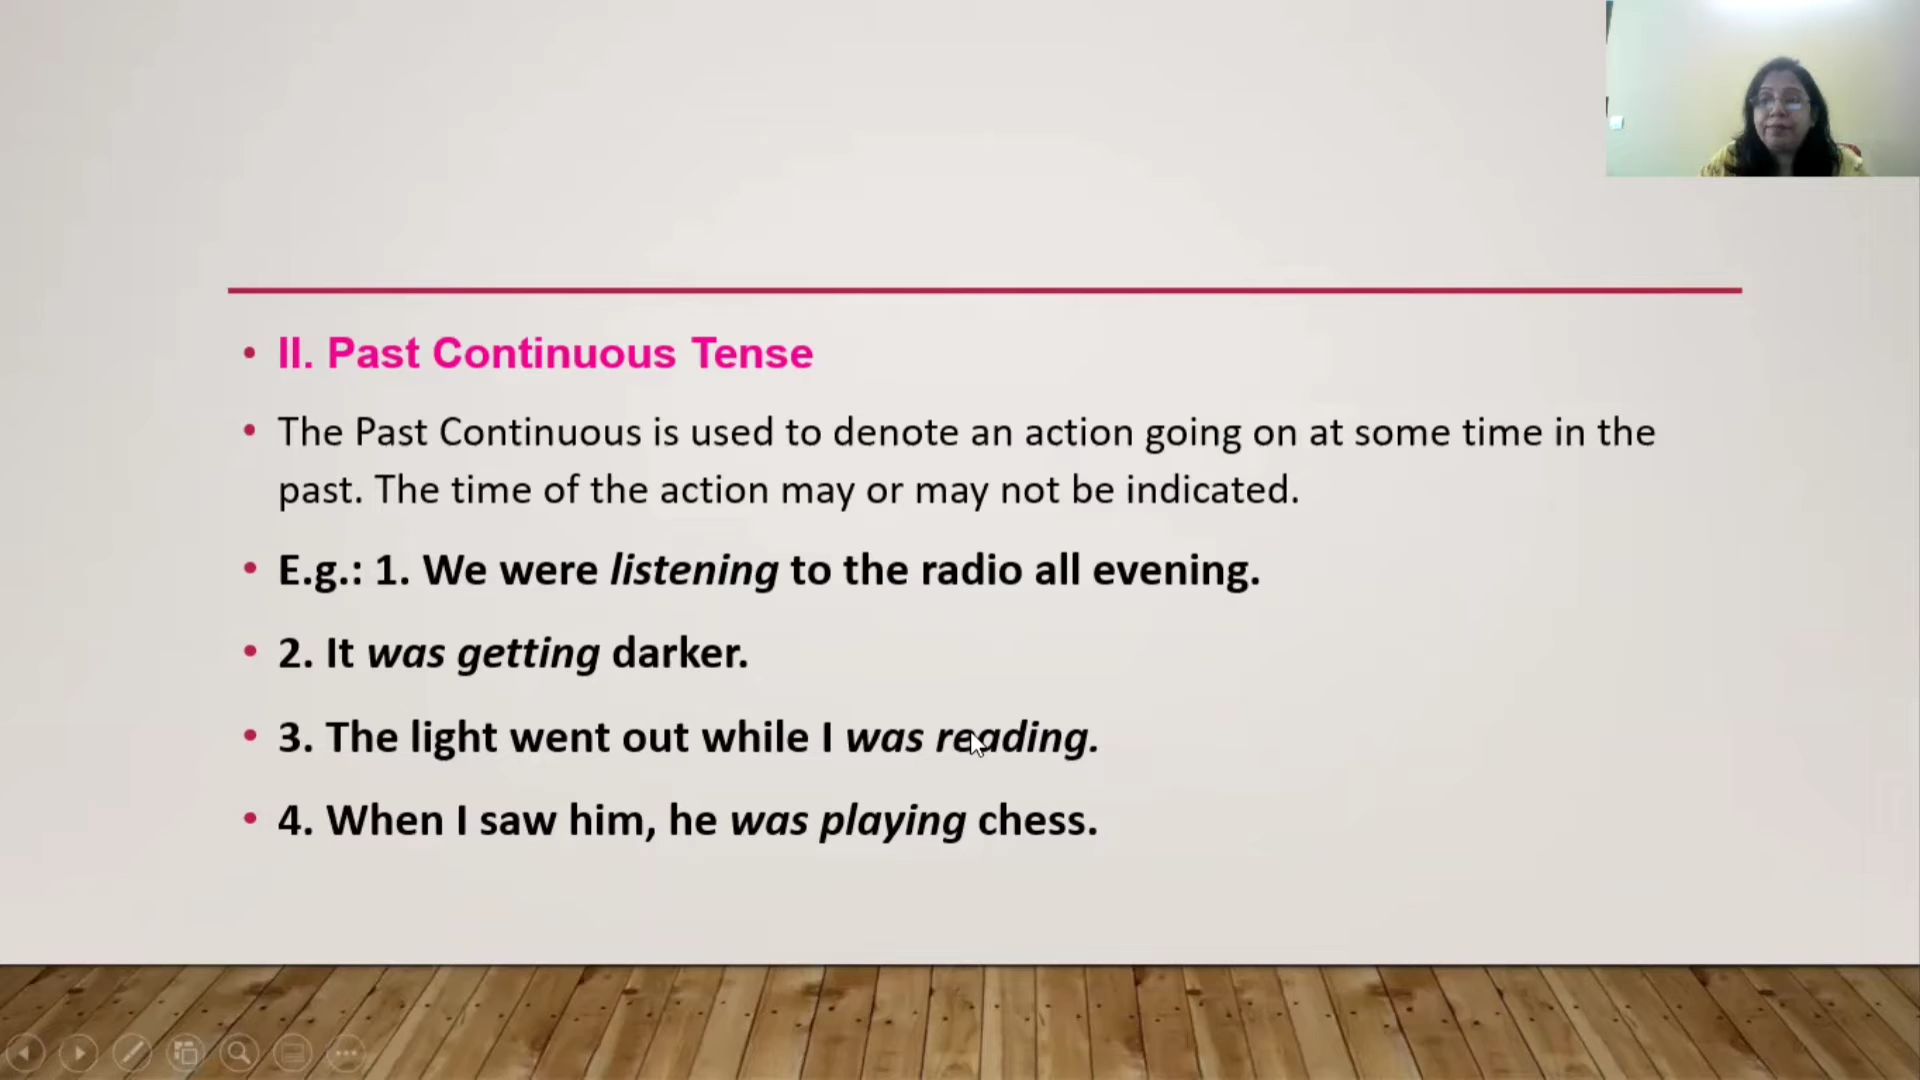 • II. Past Continuous Tense
• The Past Continuous is used to denote an action going on at some time in the
past. The time of the action may or may not be indicated.
• E.g.: 1. We were listening to the radio all evening.
• 2. It was getting darker.
• 3. The light went out while I was reading.
• 4. When I saw him, he was playing chess.